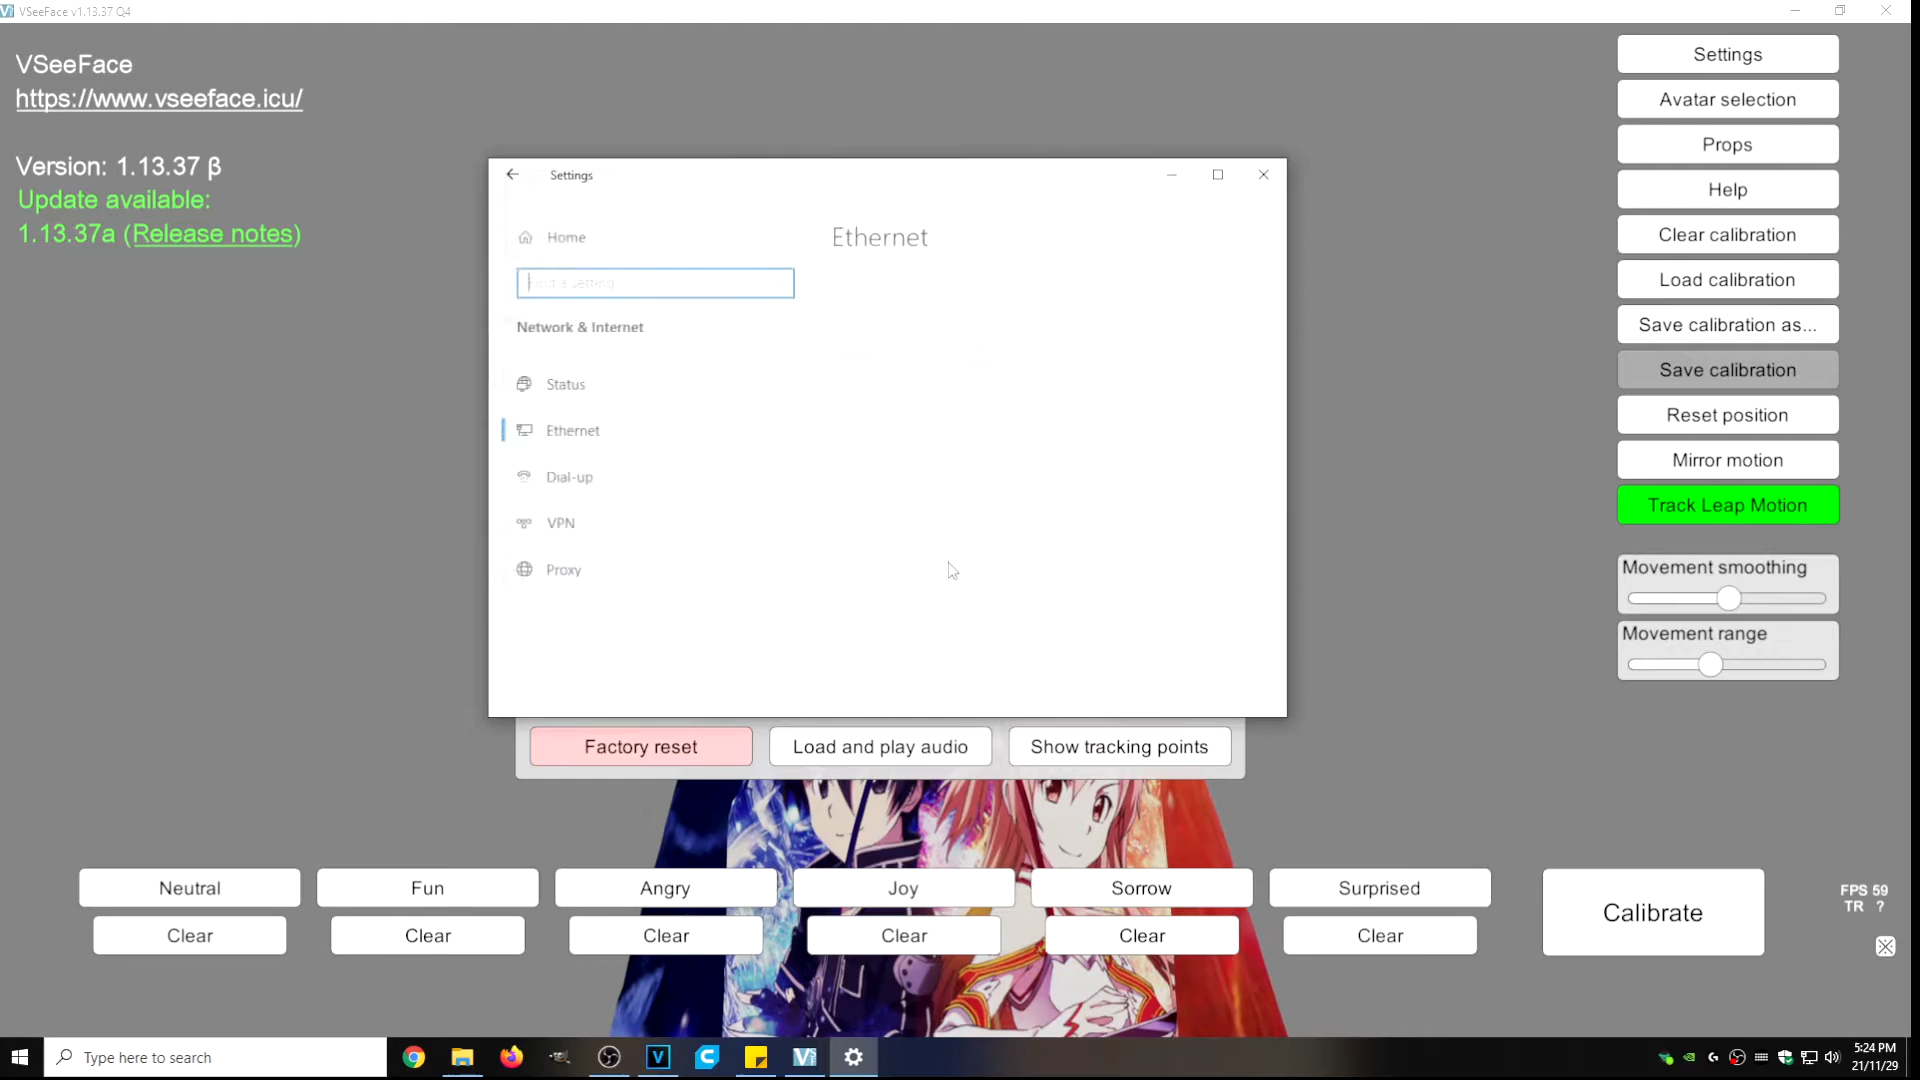 VSeeFace v1.13.37 Q4
VSeeFace
https://www.vseeface.icu/
Version: 1.13.37 β
Update available:
1.13.37a (Release notes)
Settings
Home
Find a setting
Network & Internet
Status
Ethernet
Dial-up
VPN
Proxy
Ethernet
Settings
Avatar selection
Props
Help
Clear calibration
Load calibration
Save calibration as...
Save calibration
Reset position
Mirror motion
Track Leap Motion
Movement smoothing
Movement range
Factory reset
Load and play audio
Show tracking points
Neutral
Fun
Angry
Joy
Sorrow
Surprised
Clear
Clear
Clear
Clear
Clear
Clear
Calibrate
FPS 59
TR ?
Type here to search
5:24 PM
21/11/29